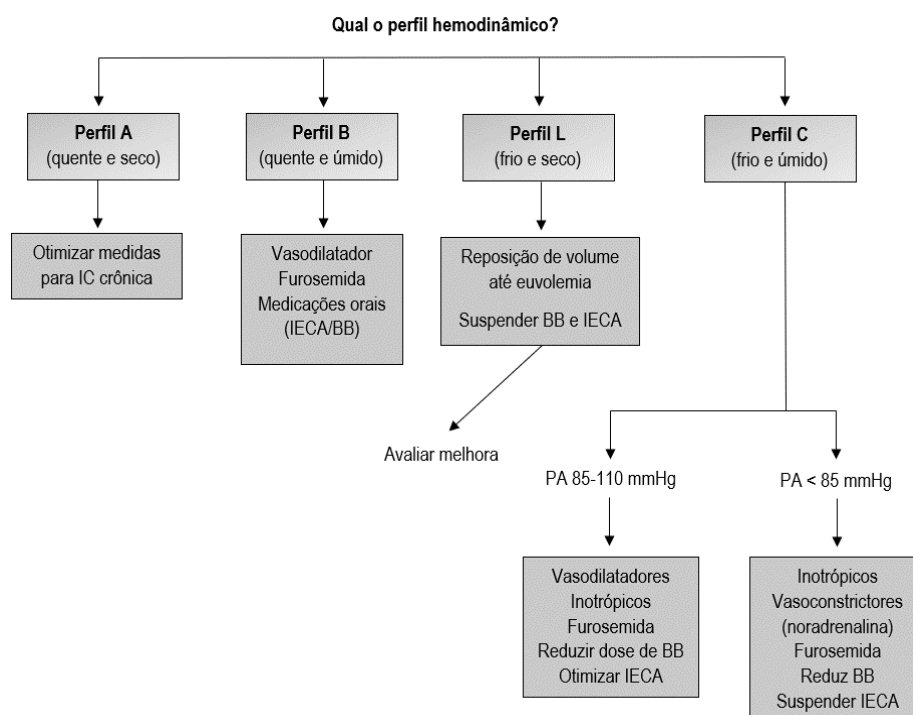 Qual o perfil hemodinâmico?
Perfil A
(quente e seco)
Perfil B
(quente e úmido)
Perfil L
(frio e seco)
Perfil C
(frio e úmido)
Otimizar medidas
para IC crônica
Vasodilatador
Furosemida
Medicações orais
(IECA/BB)
Reposição de volume
até euvolemia
Suspender BB e IECA
Avaliar melhora
PA 85-110 mmHg
PA < 85 mmHg
Vasodilatadores
Inotrópicos
Furosemida
Reduzir dose de BB
Otimizar IECA
Inotrópicos
Vasoconstrictores
(noradrenalina)
Furosemida
Reduz BB
Suspender IECA